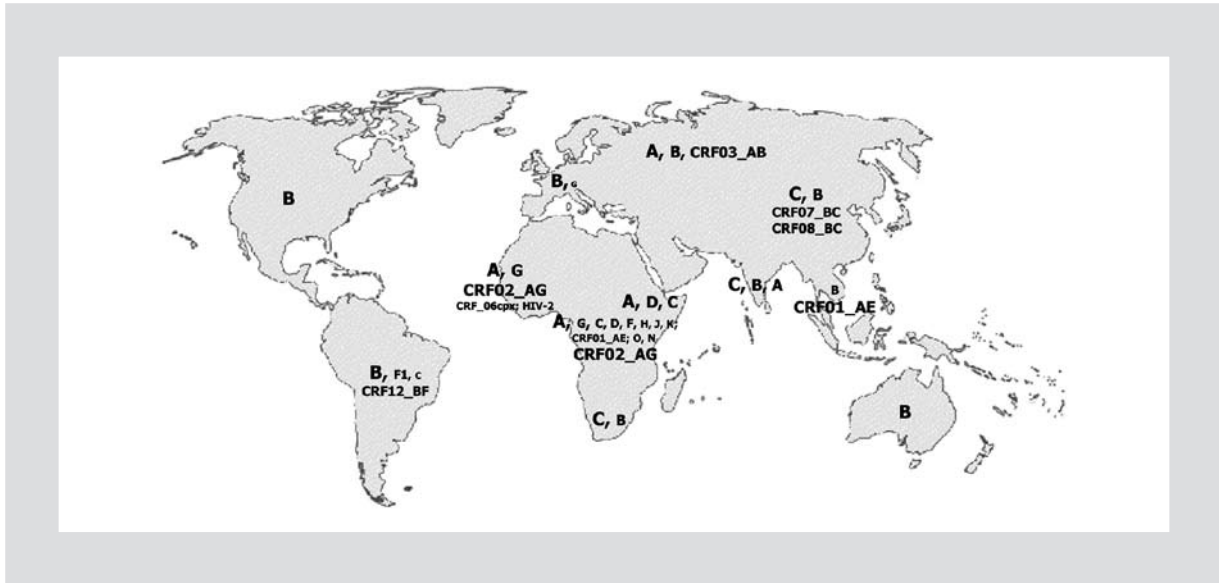 A, B, CRF03_AB
B, G
B
C, B
CRF07_BC
CRF08_BC
A, G
CRF02_AG
CRF_06cpx; HIV-2
C, B, A
B
CRF01_AE
A, D, C
A, G, C, D, F, H, J, K;
CRF01_AE; O, N
CRF02_AG
B, F1, C
CRF12_BF
C, B
B